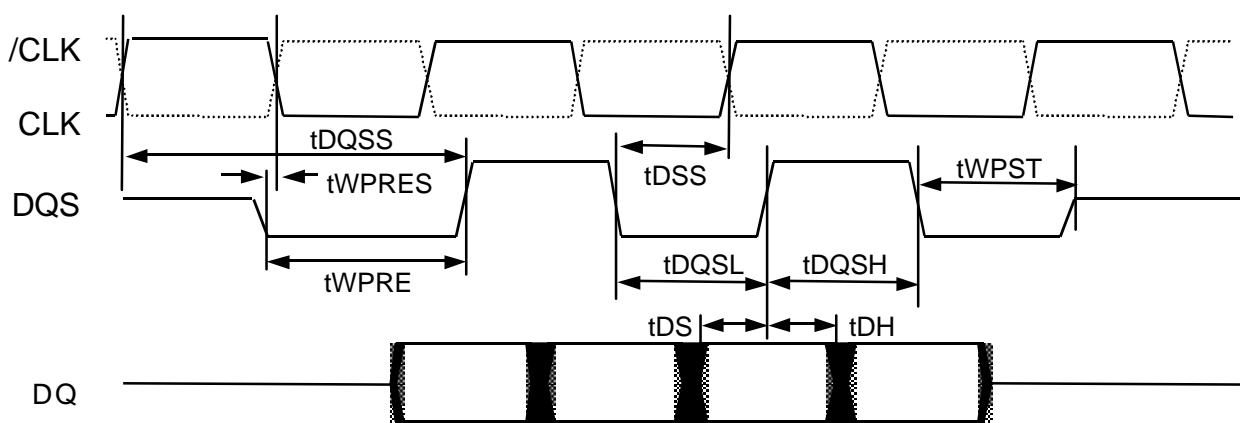 /CLK
CLK
tDQSS
tWPRES
tDSS
tWPST
DQS
tWPRE
tDQSL
tDQSH
tDS
tDH
DQ